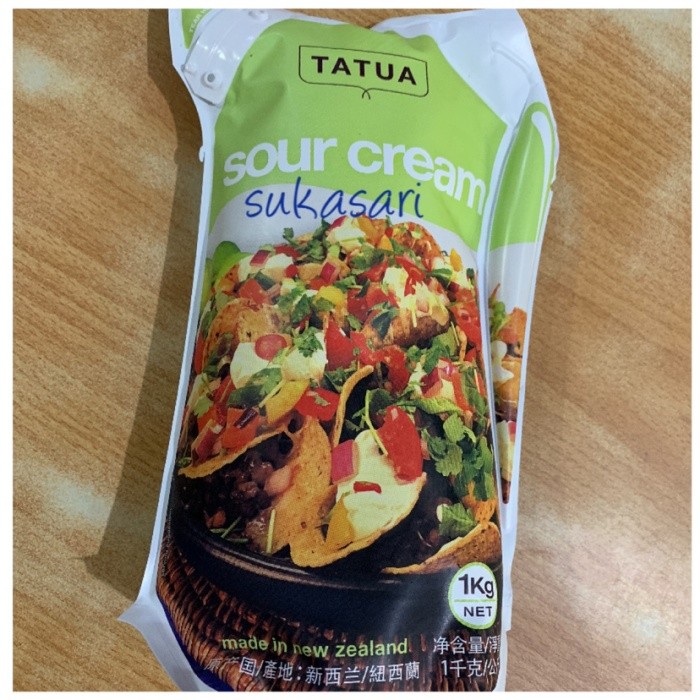 TATUA
sour cream
sukasari
1Kg
NET
made in new zealand
净含量/淨
原产国/產地：新西兰/紐西蘭
1千克/公